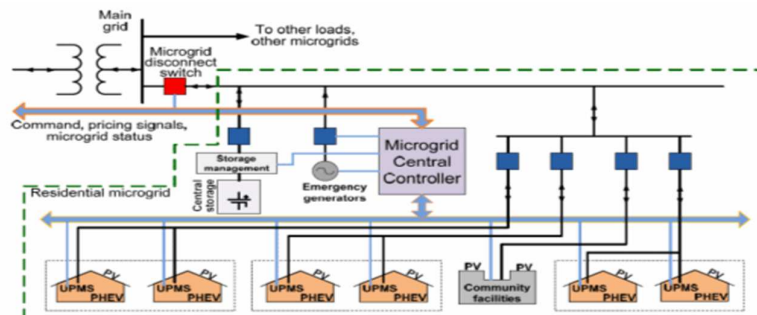 Main
grid
To other loads,
other microgrids
Microgrid
disconnect
switch
Command, pricing signals,
microgrid status
Microgrid
Central
Controller
Storage
management
Emergency
generators
Central
storage
Residential microgrid
PV
UPMS
PHEV
PV
UPMS
PHEV
PV
UPMS
PHEV
PV
UPMS
PHEV
PV PV
Community
facilities
PV
UPMS
PHEV
PV
UPMS
PHEV